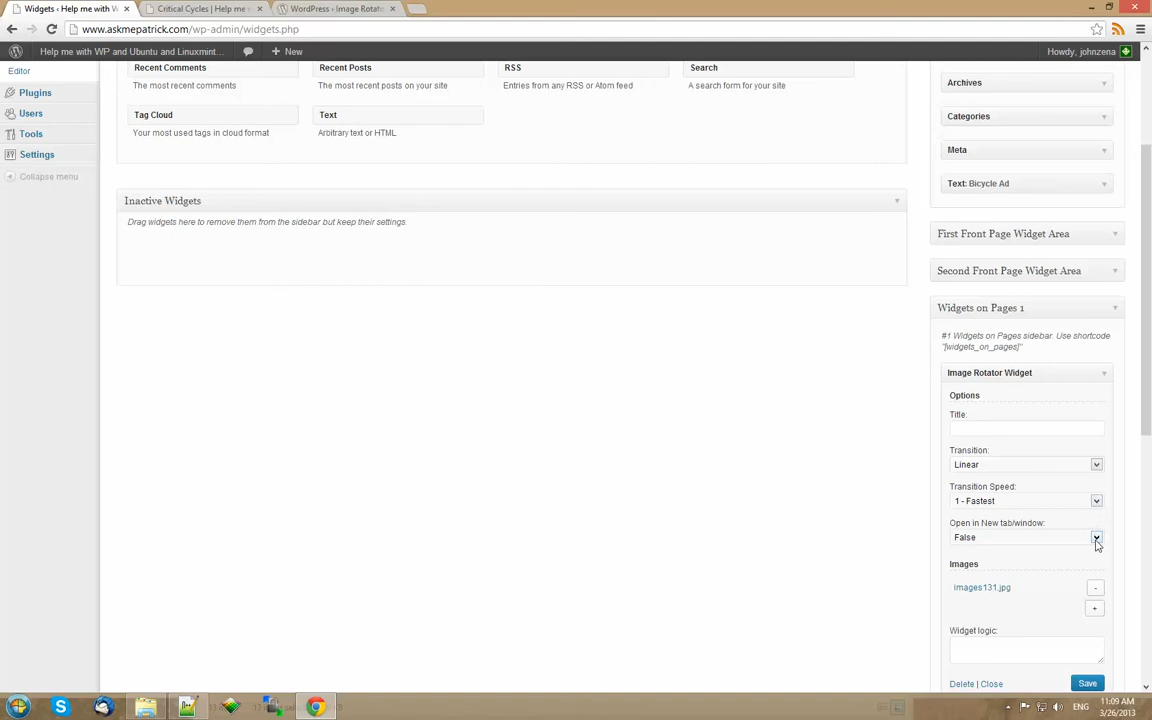 Widgets ‹ Help me with W
Critical Cycles | Help me w
WordPress › Image Rotato
www.askmepatrick.com/wp-admin/widgets.php
Help me with WP and Ubuntu and Linuxmint...
+ New
Howdy, johnzena
Editor
Plugins
Users
Tools
Settings
Collapse menu
Recent Comments
Recent Posts
RSS
Search
The most recent comments
The most recent posts on your site
Entries from any RSS or Atom feed
A search form for your site
Tag Cloud
Text
Your most used tags in cloud format
Arbitrary text or HTML
Inactive Widgets
Drag widgets here to remove them from the sidebar but keep their settings.
Archives
Categories
Meta
Text: Bicycle Ad
First Front Page Widget Area
Second Front Page Widget Area
Widgets on Pages 1
#1 Widgets on Pages sidebar. Use shortcode
"[widgets_on_pages]"
Image Rotator Widget
Options
Title:
Transition:
Linear
Transition Speed:
1 - Fastest
Open in New tab/window:
False
Images
images131.jpg
-
+
Widget logic:
Delete | Close
Save
ENG
11:09 AM
3/26/2013